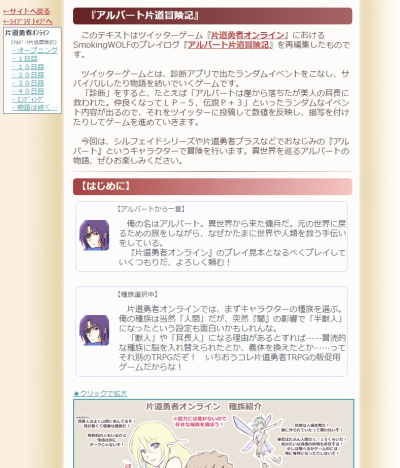 ←サイトへ戻る
←ﾗｲﾌﾞﾗﾘﾄｯﾌﾟへ
片道勇者ｵﾝﾗｲﾝ
『ｱﾙﾊﾞｰﾄ片道冒険記』
- オープニング
- １日目
- １０日目
- ２０日目
- ３０日目
- ４０日目
- ｴﾝﾃﾞｨﾝｸﾞ
- 物語は続く…
『アルバート片道冒険記』
このテキストはツイッターゲーム『片道勇者オンライン』における
SmokingWOLFのプレイログ『アルバート片道冒険記』を再編集したもので
す。
ツイッターゲームとは、診断アプリで出たランダムイベントをこなし、サ
バイバルしたり物語を紡いでいくゲームです。
「診断」をすると、たとえば「アルバートは崖から落ちたが美人の耳長に
救われた。仲良くなってＬＰ－５、伝説Ｐ＋３」といったランダムなイベン
ト内容が出るので、それをツイッターに投稿して数値を反映し、描写を付け
たりしてゲームを進めていきます。
今回は、シルフェイドシリーズや片道勇者プラスなどでおなじみの『アルバ
ート』というキャラクターで冒険を行います。異世界を巡るアルバートの
物語、ぜひお楽しみください。
【はじめに】
【アルバートから一言】
俺の名はアルバート。異世界から来た傭兵だ。元の世界に戻
るための旅をしながら、なぜかたまに世界や人類を救う手伝い
をしている。
『片道勇者オンライン』のプレイ見本となるべくプレイして
いくつもりだ、よろしく頼む！
【種族選択中】
片道勇者オンラインでは、まずキャラクターの種族を選ぶ。
俺の種族は当然「人間」だが、突然『闇』の影響で「半獣人」
になったという設定も面白いかもしれんな。
「獣人」や「耳長人」になる理由があるとすれば……冒涜的
な種族に脳を入れ替えられたとか、義体を換えたとか……って
それ別のTRPGだぞ！　いちおうコレ片道勇者TRPGの販促用
ゲームだからな！
◆クリックで拡大
片道勇者オンライン　種族紹介